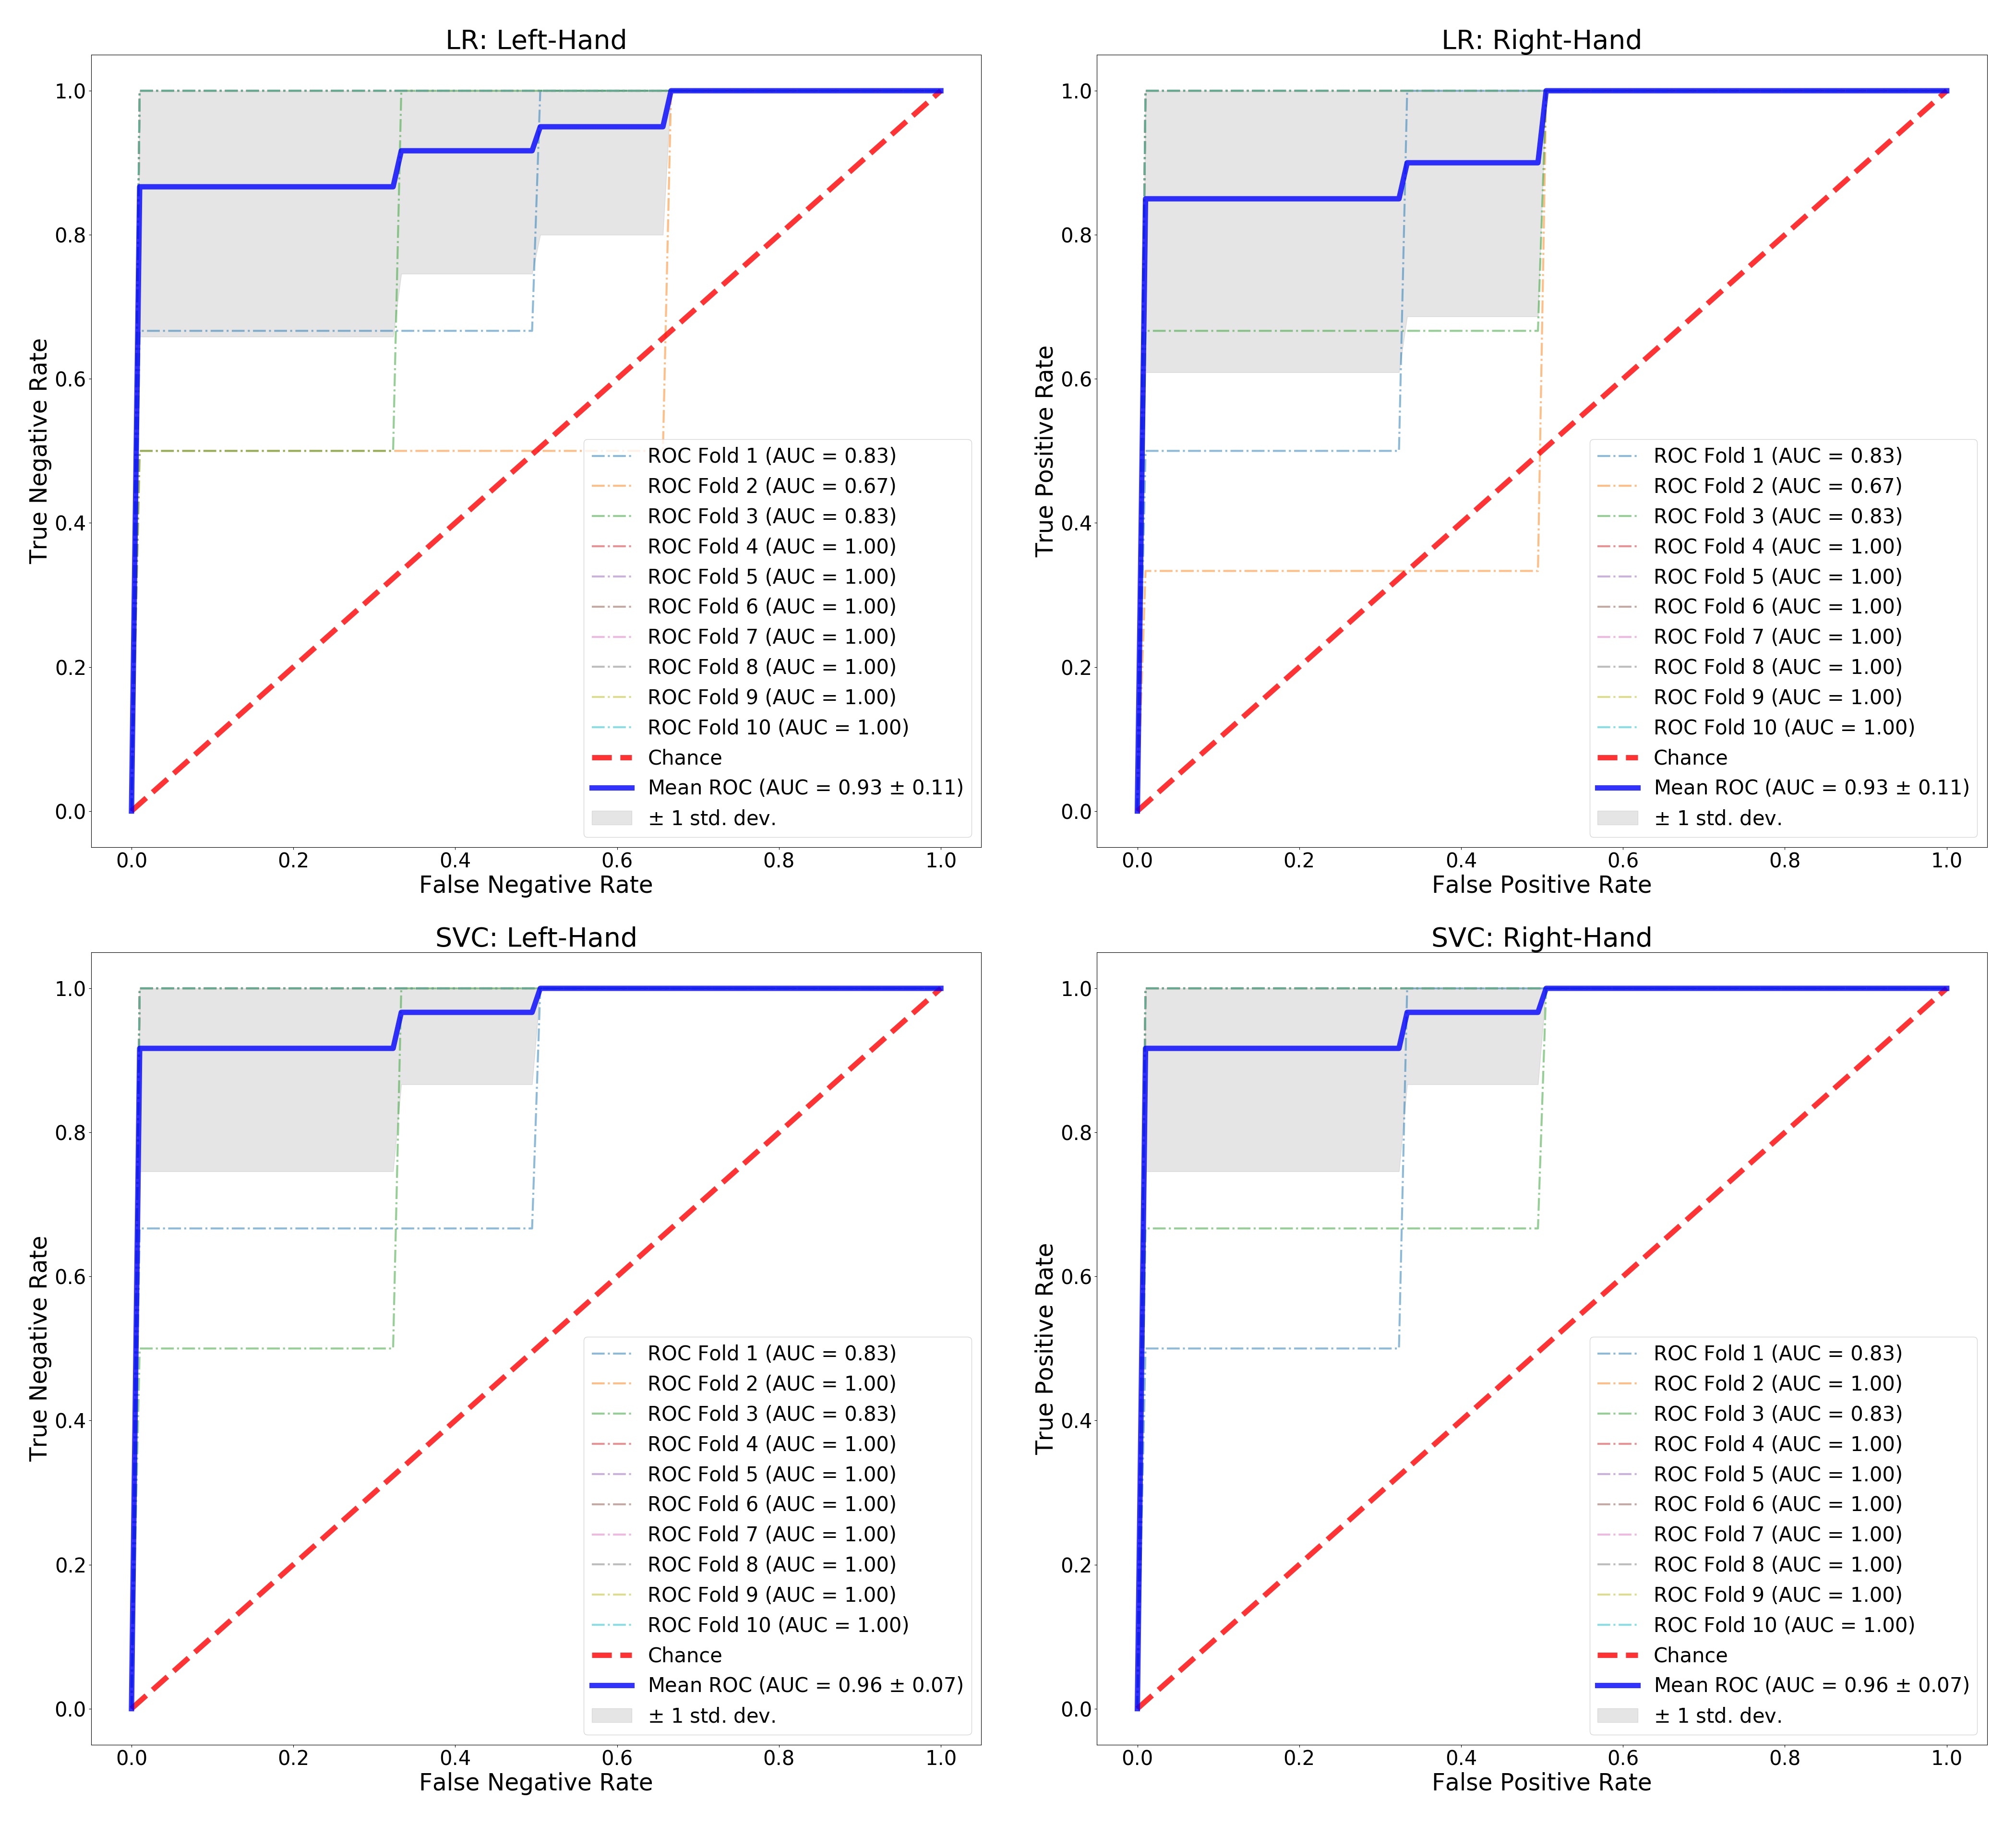 LR: Left-Hand
True Negative Rate
1.0
0.8
0.6
0.4
0.2
0.0
ROC Fold 1 (AUC = 0.83)
ROC Fold 2 (AUC = 0.67)
ROC Fold 3 (AUC = 0.83)
ROC Fold 4 (AUC = 1.00)
ROC Fold 5 (AUC = 1.00)
ROC Fold 6 (AUC = 1.00)
ROC Fold 7 (AUC = 1.00)
ROC Fold 8 (AUC = 1.00)
ROC Fold 9 (AUC = 1.00)
ROC Fold 10 (AUC = 1.00)
Chance
Mean ROC (AUC = 0.93 ± 0.11)
± 1 std. dev.
0.0 0.2 0.4 0.6 0.8 1.0
False Negative Rate
LR: Right-Hand
True Positive Rate
1.0
0.8
0.6
0.4
0.2
0.0
ROC Fold 1 (AUC = 0.83)
ROC Fold 2 (AUC = 0.67)
ROC Fold 3 (AUC = 0.83)
ROC Fold 4 (AUC = 1.00)
ROC Fold 5 (AUC = 1.00)
ROC Fold 6 (AUC = 1.00)
ROC Fold 7 (AUC = 1.00)
ROC Fold 8 (AUC = 1.00)
ROC Fold 9 (AUC = 1.00)
ROC Fold 10 (AUC = 1.00)
Chance
Mean ROC (AUC = 0.93 ± 0.11)
± 1 std. dev.
0.0 0.2 0.4 0.6 0.8 1.0
False Positive Rate
SVC: Left-Hand
True Negative Rate
1.0
0.8
0.6
0.4
0.2
0.0
ROC Fold 1 (AUC = 0.83)
ROC Fold 2 (AUC = 1.00)
ROC Fold 3 (AUC = 0.83)
ROC Fold 4 (AUC = 1.00)
ROC Fold 5 (AUC = 1.00)
ROC Fold 6 (AUC = 1.00)
ROC Fold 7 (AUC = 1.00)
ROC Fold 8 (AUC = 1.00)
ROC Fold 9 (AUC = 1.00)
ROC Fold 10 (AUC = 1.00)
Chance
Mean ROC (AUC = 0.96 ± 0.07)
± 1 std. dev.
0.0 0.2 0.4 0.6 0.8 1.0
False Negative Rate
SVC: Right-Hand
True Positive Rate
1.0
0.8
0.6
0.4
0.2
0.0
ROC Fold 1 (AUC = 0.83)
ROC Fold 2 (AUC = 1.00)
ROC Fold 3 (AUC = 0.83)
ROC Fold 4 (AUC = 1.00)
ROC Fold 5 (AUC = 1.00)
ROC Fold 6 (AUC = 1.00)
ROC Fold 7 (AUC = 1.00)
ROC Fold 8 (AUC = 1.00)
ROC Fold 9 (AUC = 1.00)
ROC Fold 10 (AUC = 1.00)
Chance
Mean ROC (AUC = 0.96 ± 0.07)
± 1 std. dev.
0.0 0.2 0.4 0.6 0.8 1.0
False Positive Rate